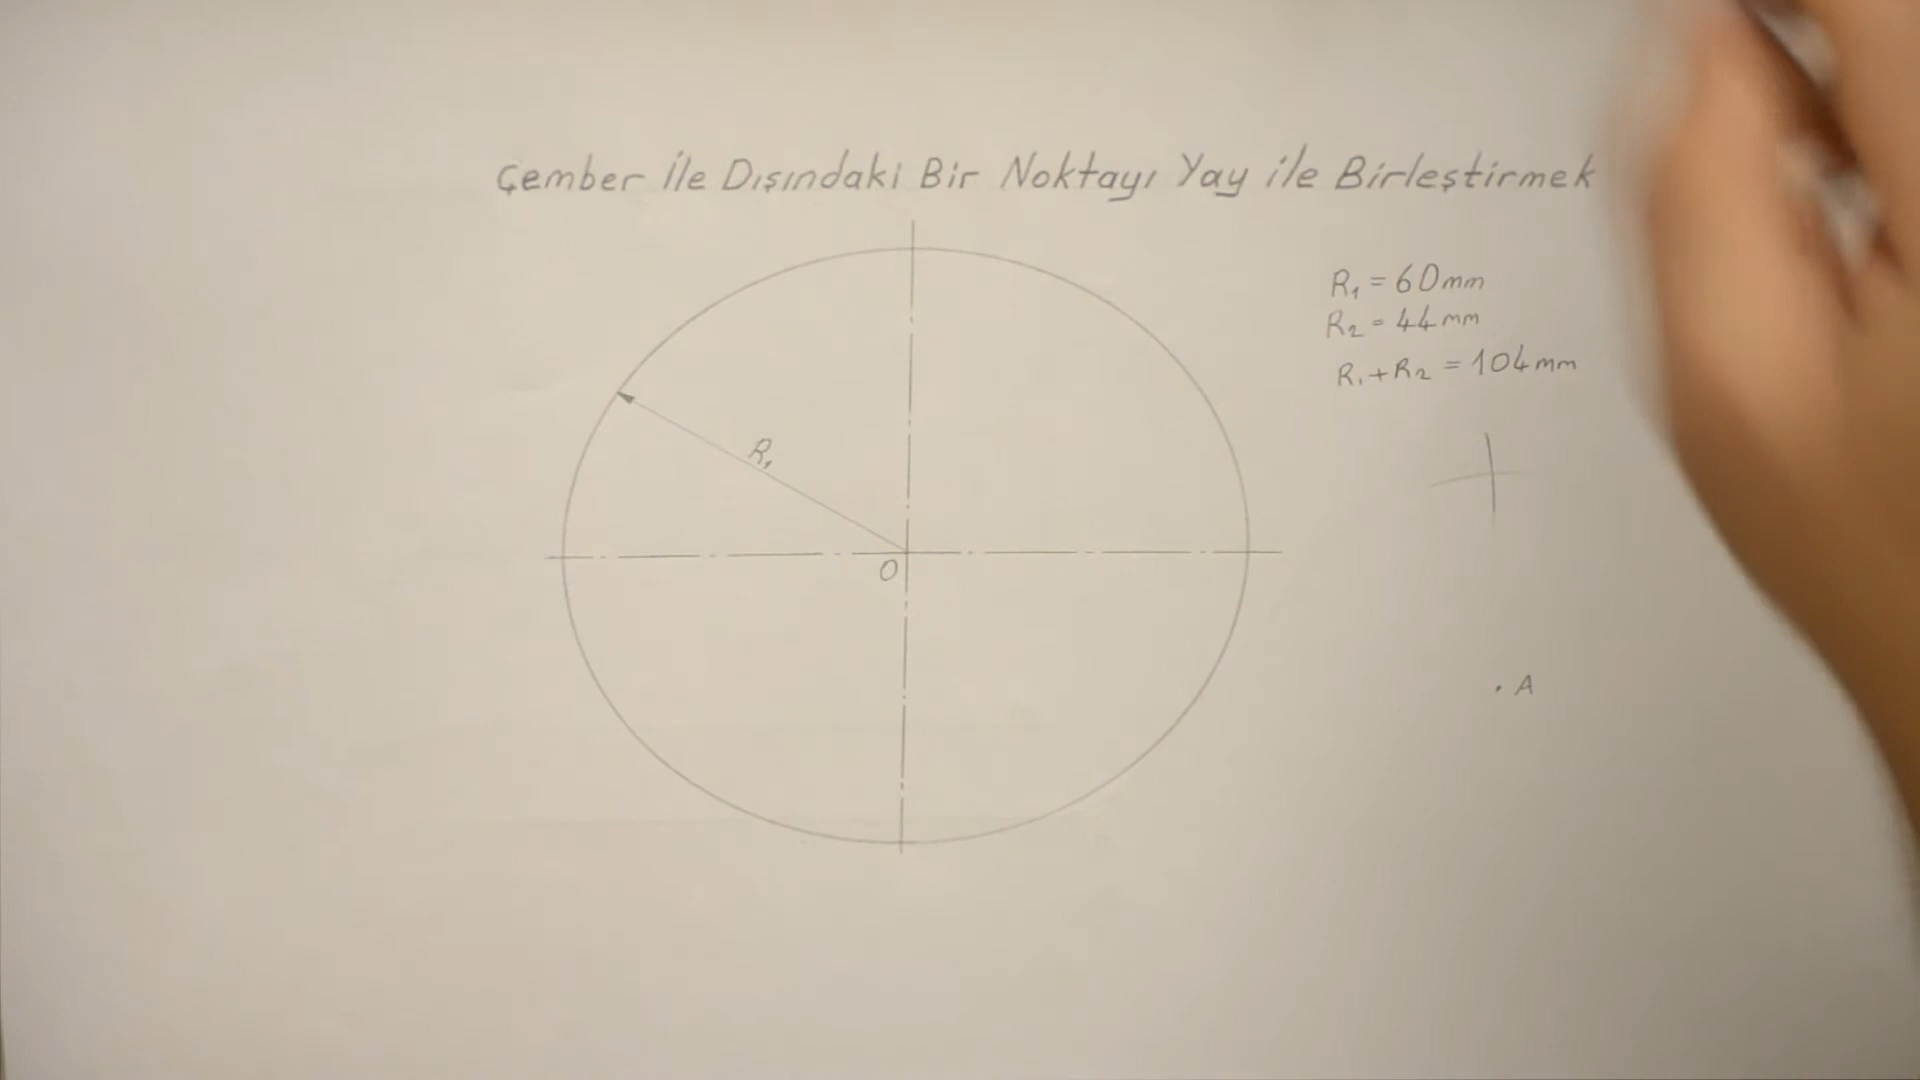 Çember İle Dışındaki Bir Noktayı Yay ile Birleştirmek
R₁ = 60mm
R₂ = 44mm
R₁+R₂ = 104mm
R₁
O
. A